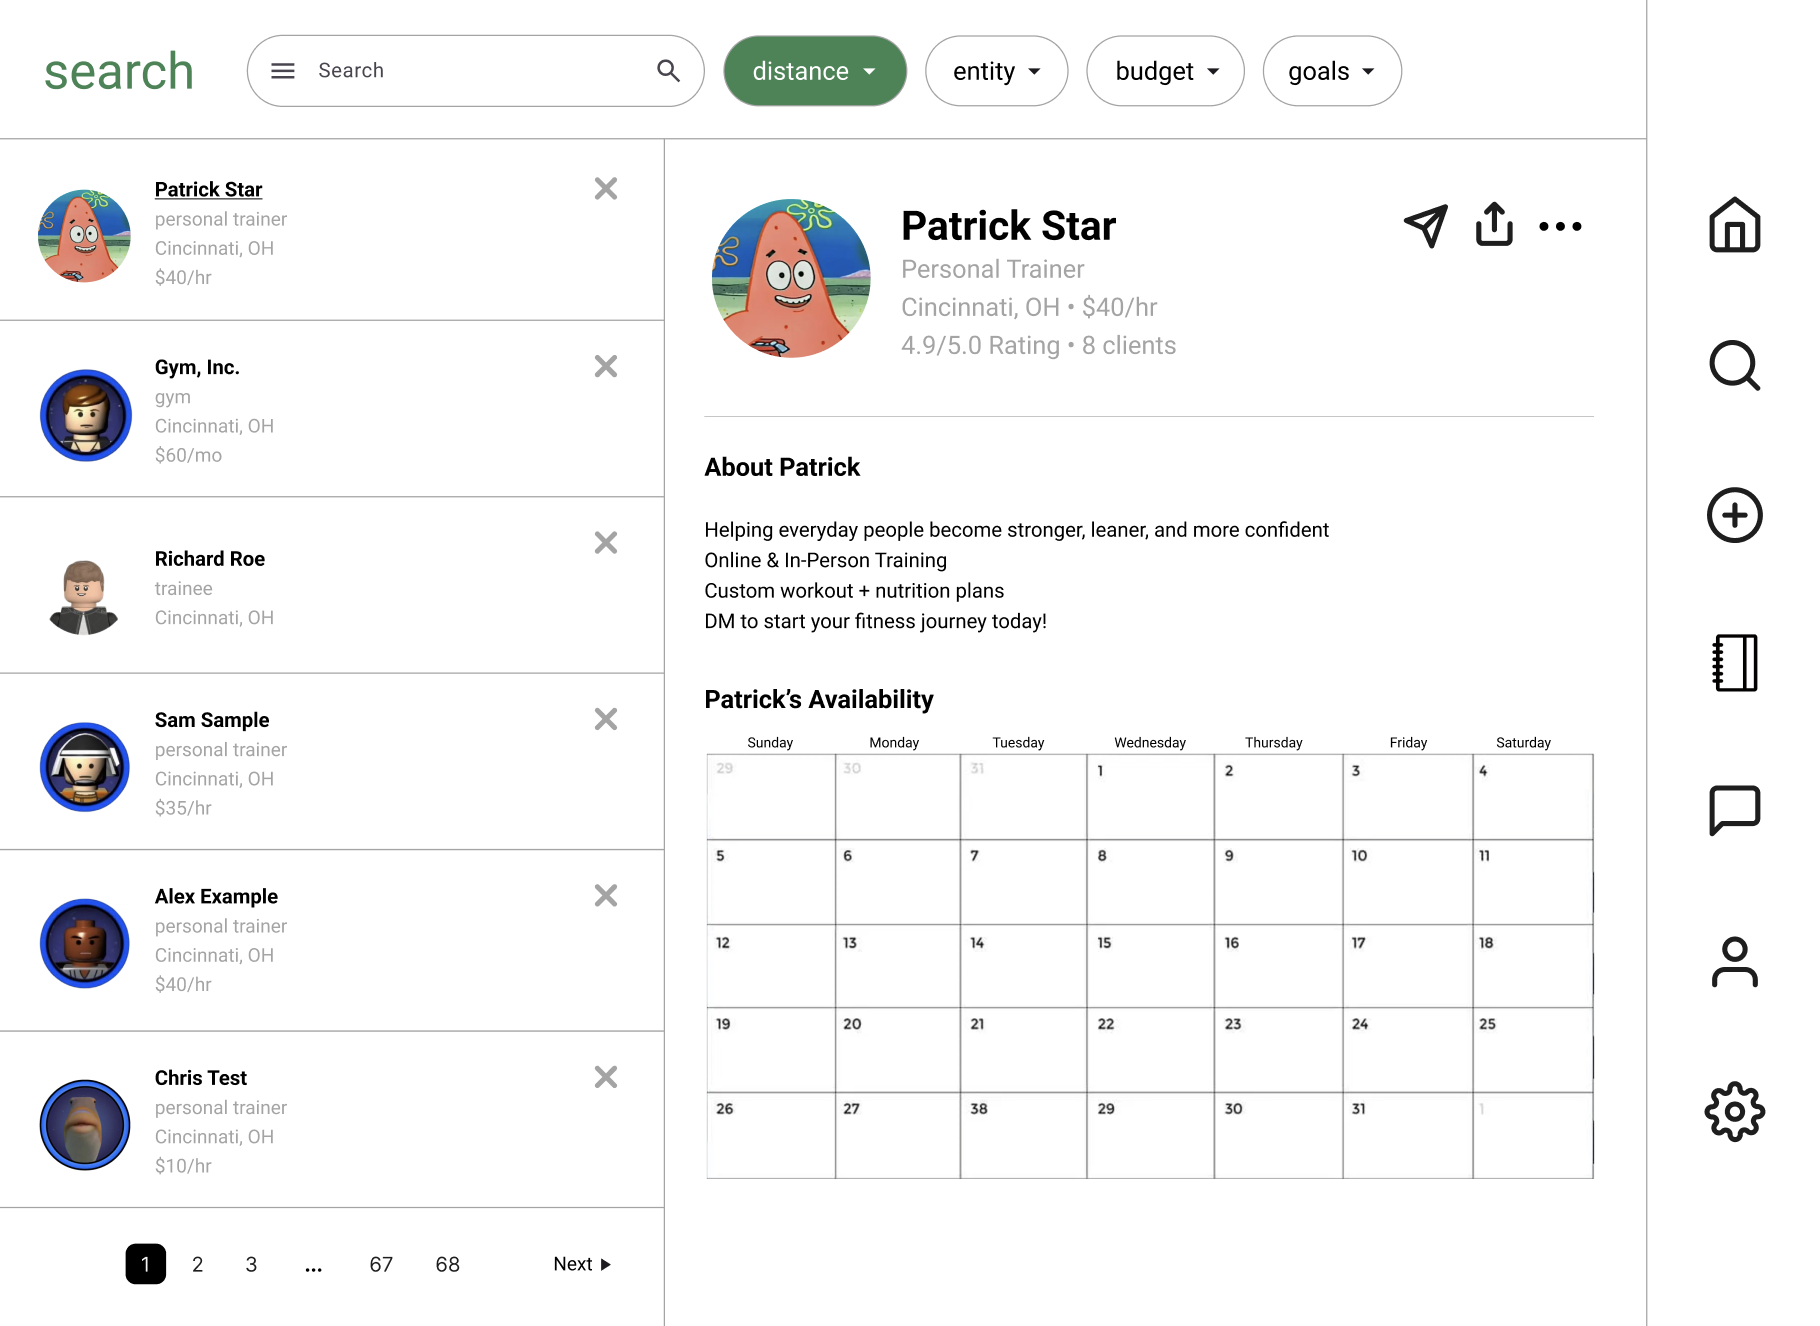 search
Search
distance
entity
budget
goals
Patrick Star
personal trainer
Cincinnati, OH
$40/hr
Gym, Inc.
gym
Cincinnati, OH
$60/mo
Richard Roe
trainee
Cincinnati, OH
Sam Sample
personal trainer
Cincinnati, OH
$35/hr
Alex Example
personal trainer
Cincinnati, OH
$40/hr
Chris Test
personal trainer
Cincinnati, OH
$10/hr
1 2 3 ... 67 68 Next
Patrick Star
Personal Trainer
Cincinnati, OH • $40/hr
4.9/5.0 Rating • 8 clients
About Patrick
Helping everyday people become stronger, leaner, and more confident
Online & In-Person Training
Custom workout + nutrition plans
DM to start your fitness journey today!
Patrick’s Availability
Sunday Monday Tuesday Wednesday Thursday Friday Saturday
29 30 31 1 2 3 4
5 6 7 8 9 10 11
12 13 14 15 16 17 18
19 20 21 22 23 24 25
26 27 38 29 30 31 1